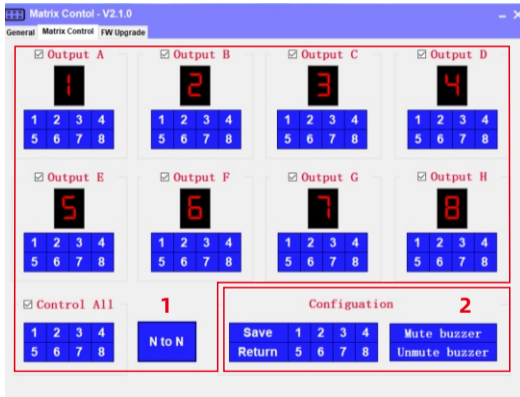 Matrix Contol - V2.1.0
General Matrix Control FW Upgrade
Output A Output B Output C Output D
1 2 3 4
1 2 3 4 1 2 3 4 1 2 3 4 1 2 3 4
5 6 7 8 5 6 7 8 5 6 7 8 5 6 7 8
Output E Output F Output G Output H
5 6 7 8
1 2 3 4 1 2 3 4 1 2 3 4 1 2 3 4
5 6 7 8 5 6 7 8 5 6 7 8 5 6 7 8
Control All 1 Configuation 2
1 2 3 4 N to N Save 1 2 3 4 Mute buzzer
5 6 7 8 Return 5 6 7 8 Unmute buzzer